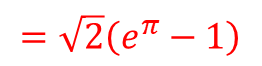 = √2(e^π − 1)